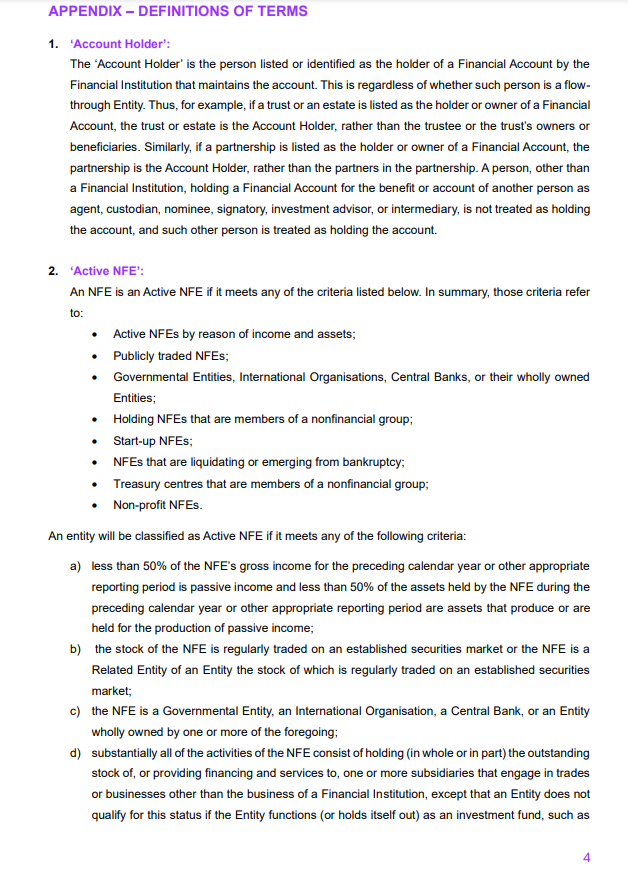 APPENDIX – DEFINITIONS OF TERMS
1. ‘Account Holder’:
The ‘Account Holder’ is the person listed or identified as the holder of a Financial Account by the
Financial Institution that maintains the account. This is regardless of whether such person is a flow-
through Entity. Thus, for example, if a trust or an estate is listed as the holder or owner of a Financial
Account, the trust or estate is the Account Holder, rather than the trustee or the trust’s owners or
beneficiaries. Similarly, if a partnership is listed as the holder or owner of a Financial Account, the
partnership is the Account Holder, rather than the partners in the partnership. A person, other than
a Financial Institution, holding a Financial Account for the benefit or account of another person as
agent, custodian, nominee, signatory, investment advisor, or intermediary, is not treated as holding
the account, and such other person is treated as holding the account.
2. ‘Active NFE’:
An NFE is an Active NFE if it meets any of the criteria listed below. In summary, those criteria refer
to:
• Active NFEs by reason of income and assets;
• Publicly traded NFEs;
• Governmental Entities, International Organisations, Central Banks, or their wholly owned
Entities;
• Holding NFEs that are members of a nonfinancial group;
• Start-up NFEs;
• NFEs that are liquidating or emerging from bankruptcy;
• Treasury centres that are members of a nonfinancial group;
• Non-profit NFEs.
An entity will be classified as Active NFE if it meets any of the following criteria:
a) less than 50% of the NFE’s gross income for the preceding calendar year or other appropriate
reporting period is passive income and less than 50% of the assets held by the NFE during the
preceding calendar year or other appropriate reporting period are assets that produce or are
held for the production of passive income;
b) the stock of the NFE is regularly traded on an established securities market or the NFE is a
Related Entity of an Entity the stock of which is regularly traded on an established securities
market;
c) the NFE is a Governmental Entity, an International Organisation, a Central Bank, or an Entity
wholly owned by one or more of the foregoing;
d) substantially all of the activities of the NFE consist of holding (in whole or in part) the outstanding
stock of, or providing financing and services to, one or more subsidiaries that engage in trades
or businesses other than the business of a Financial Institution, except that an Entity does not
qualify for this status if the Entity functions (or holds itself out) as an investment fund, such as
4